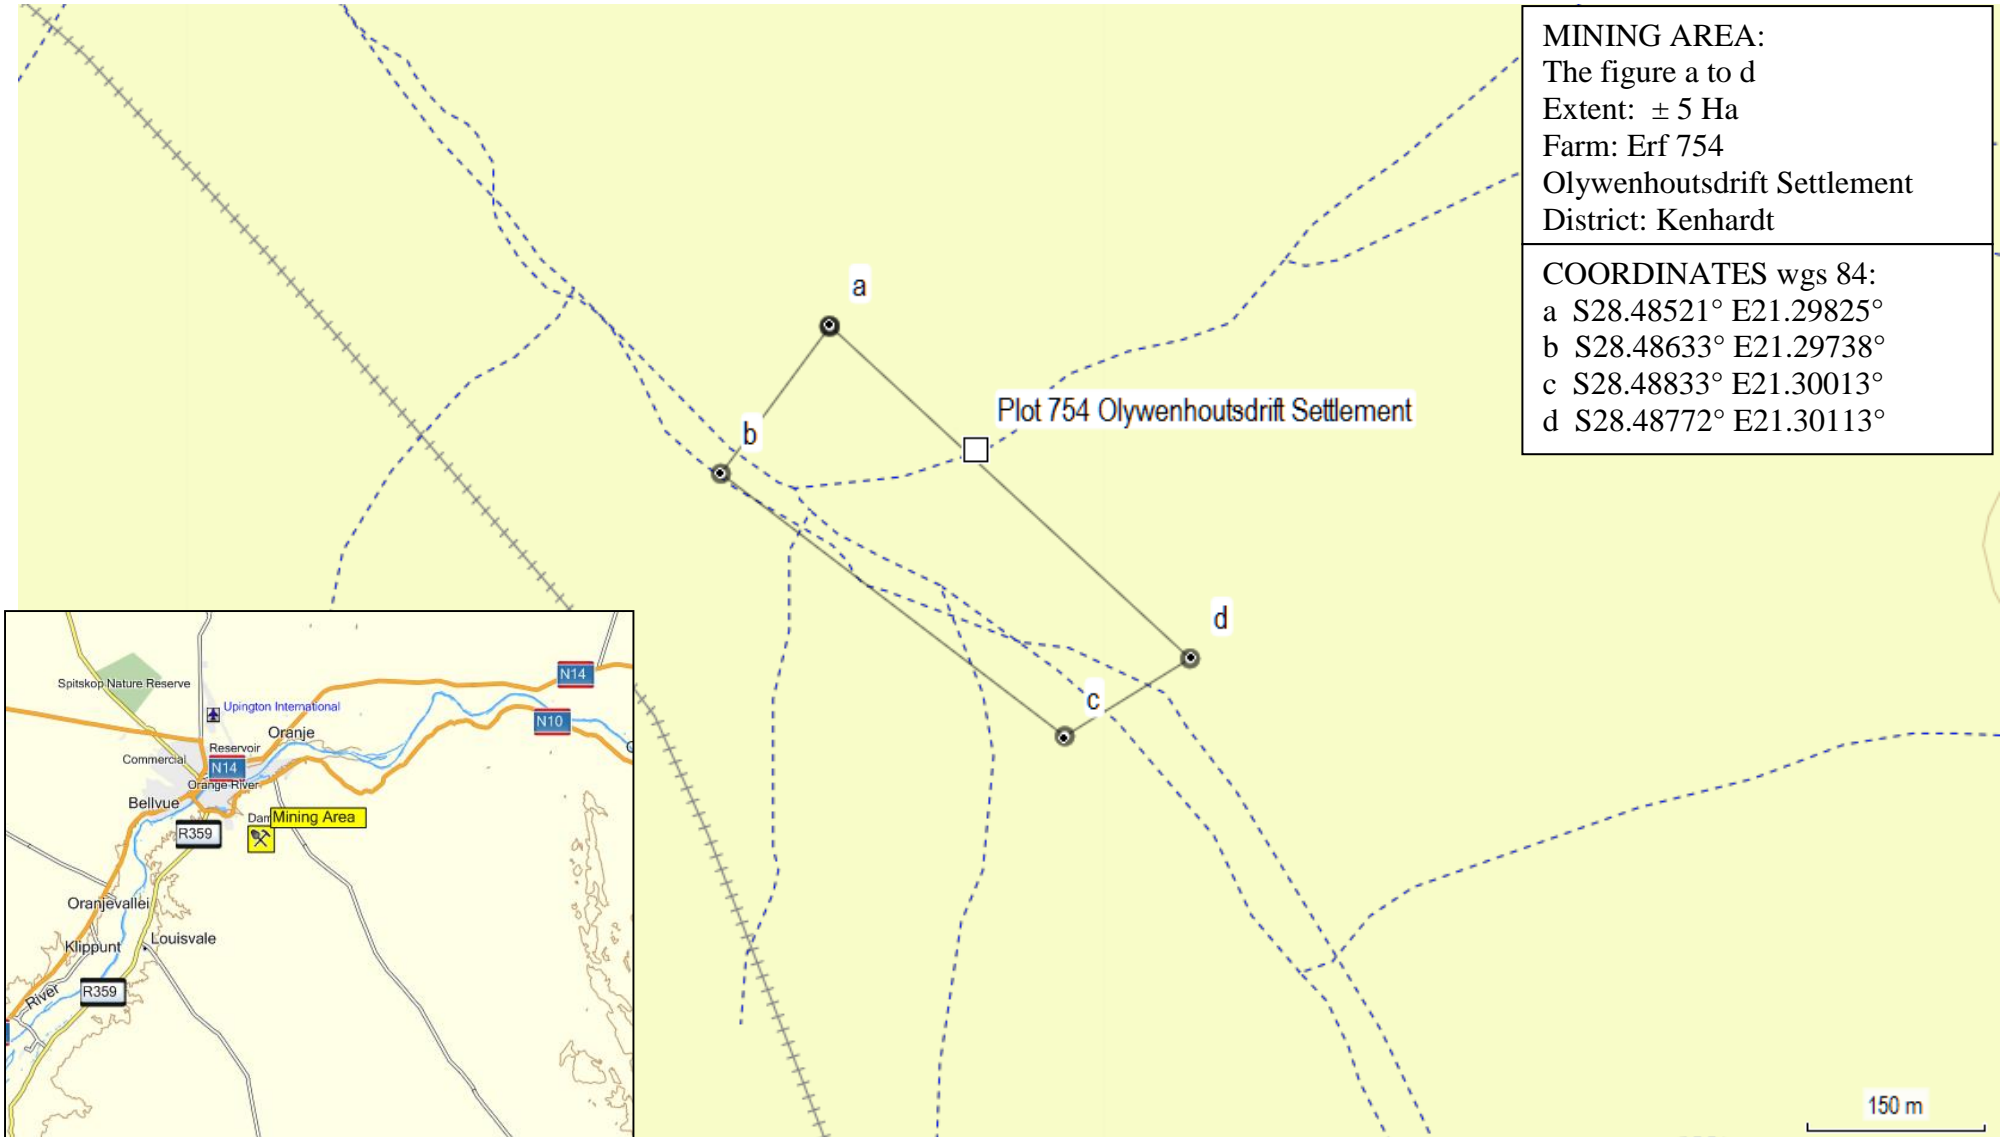 MINING AREA:
The figure a to d
Extent: ± 5 Ha
Farm: Erf 754
Olywenhoutsdrift Settlement
District: Kenhardt
COORDINATES wgs 84:
a S28.48521° E21.29825°
b S28.48633° E21.29738°
c S28.48833° E21.30013°
d S28.48772° E21.30113°
a
Plot 754 Olywenhoutsdrift Settlement
b
d
c
150 m
N14
Spitskop Nature Reserve
Upington International
N10
Oranje
Reservoir
Commercial
N14
Orange River
Bellvue
Mining Area
R359
Oranjevallei
Klippunt
Louisvale
R359
River